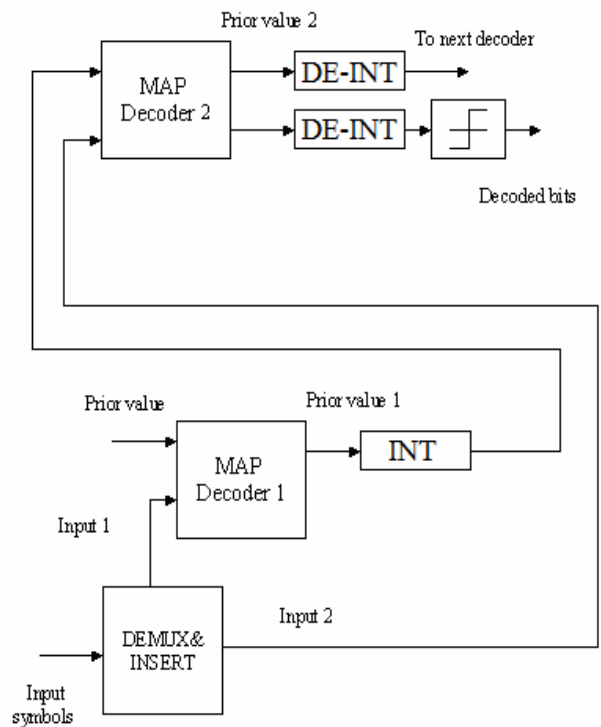 Prior value 2
To next decoder
MAP
Decoder 2
DE-INT
DE-INT
Decoded bits
Prior value
Prior value 1
MAP
Decoder 1
INT
Input 1
Input 2
DEMUX&
INSERT
Input
symbols